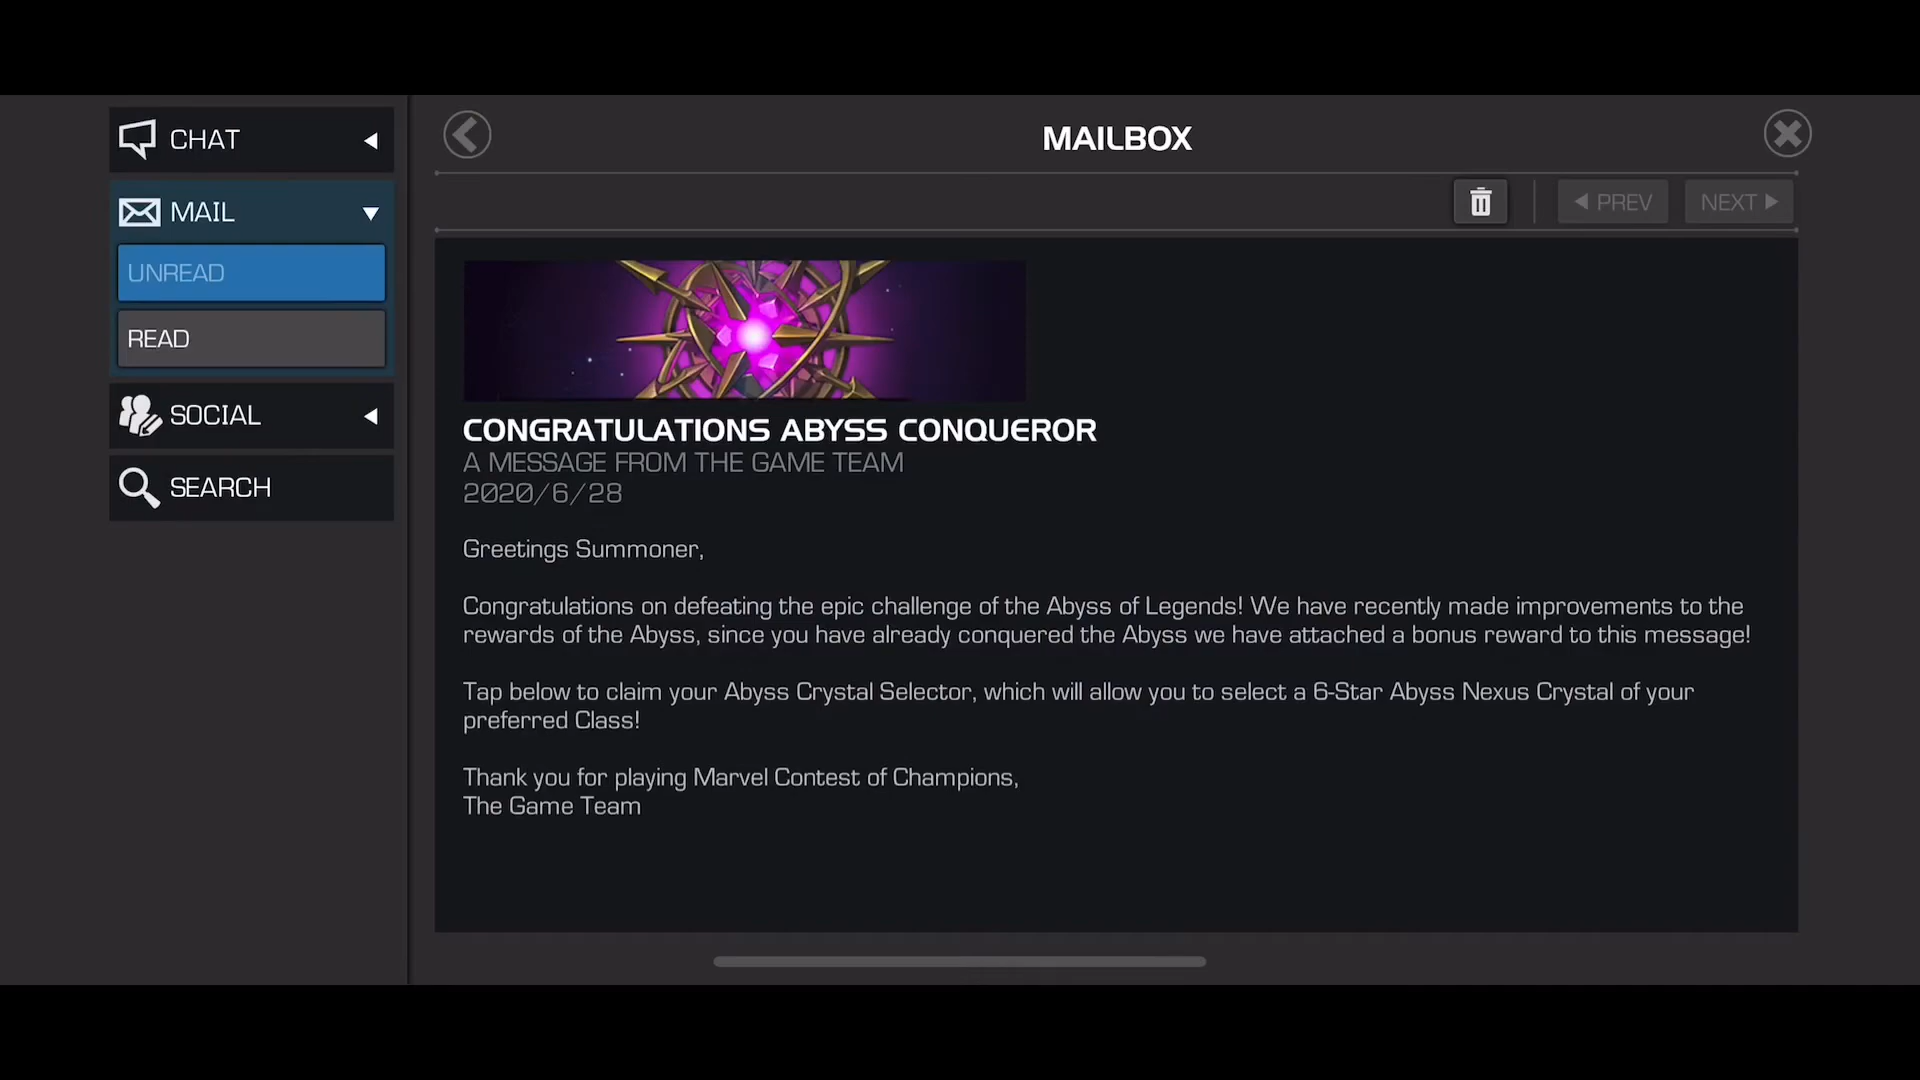 CHAT
MAIL
UNREAD
READ
SOCIAL
SEARCH
MAILBOX
PREV
NEXT
CONGRATULATIONS ABYSS CONQUEROR
A MESSAGE FROM THE GAME TEAM
2020/6/28
Greetings Summoner,
Congratulations on defeating the epic challenge of the Abyss of Legends! We have recently made improvements to the
rewards of the Abyss, since you have already conquered the Abyss we have attached a bonus reward to this message!
Tap below to claim your Abyss Crystal Selector, which will allow you to select a 6-Star Abyss Nexus Crystal of your
preferred Class!
Thank you for playing Marvel Contest of Champions,
The Game Team